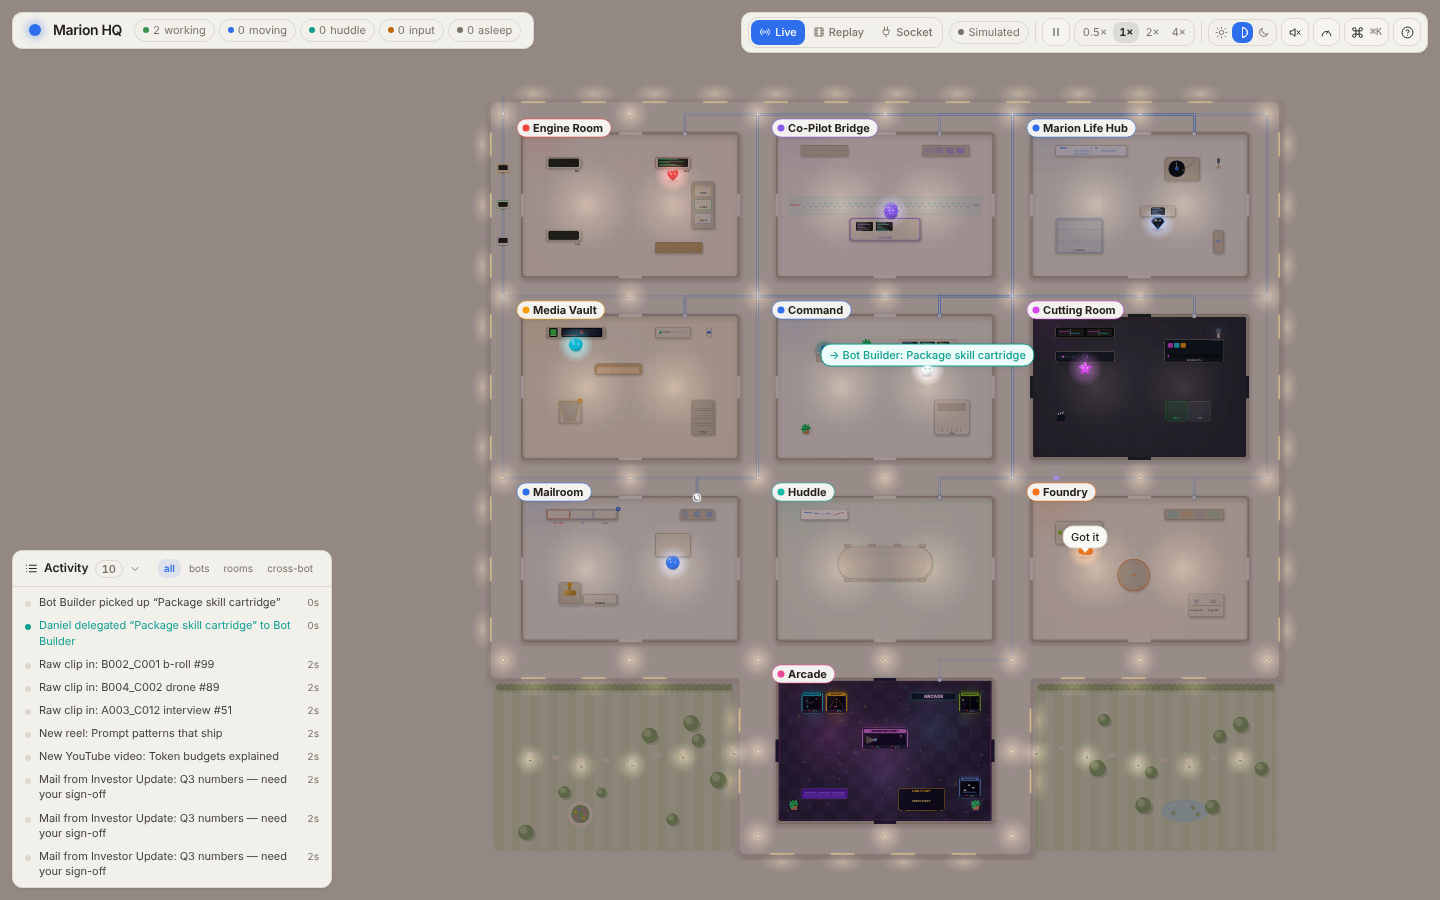 Marion HQ
2 working
0 moving
0 huddle
0 input
0 asleep
Live
Replay
Socket
Simulated
0.5×
1×
2×
4×
⌘K
Engine Room
Co-Pilot Bridge
Marion Life Hub
Media Vault
Command
Cutting Room
→ Bot Builder: Package skill cartridge
Mailroom
Huddle
Foundry
Got it
Arcade
ARCADE
Activity
10
all
bots
rooms
cross-bot
Bot Builder picked up “Package skill cartridge”
0s
Daniel delegated “Package skill cartridge” to Bot
Builder
0s
Raw clip in: B002_C001 b-roll #99
2s
Raw clip in: B004_C002 drone #89
2s
Raw clip in: A003_C012 interview #51
2s
New reel: Prompt patterns that ship
2s
New YouTube video: Token budgets explained
2s
Mail from Investor Update: Q3 numbers — need
your sign-off
2s
Mail from Investor Update: Q3 numbers — need
your sign-off
2s
Mail from Investor Update: Q3 numbers — need
your sign-off
2s